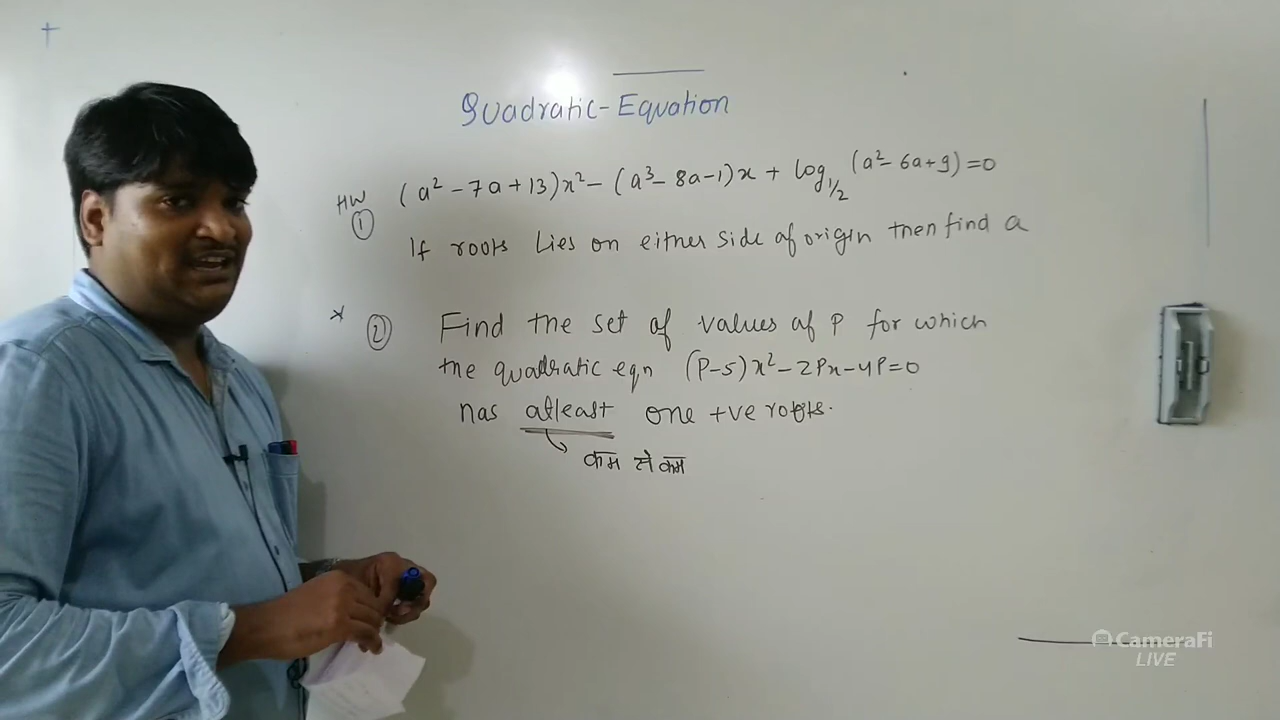 Quadratic-Equation
HW
① (a² - 7a + 13)x² - (a³ - 8a - 1)x + log₁/₂ (a² - 6a + 9) = 0
If roots Lies on either side of origin then find a
* ② Find the set of values of P for which
the quadratic eqn (P-5)x² - 2Px - 4P = 0
has atleast one +ve roots.
कम से कम
CameraFi
LIVE